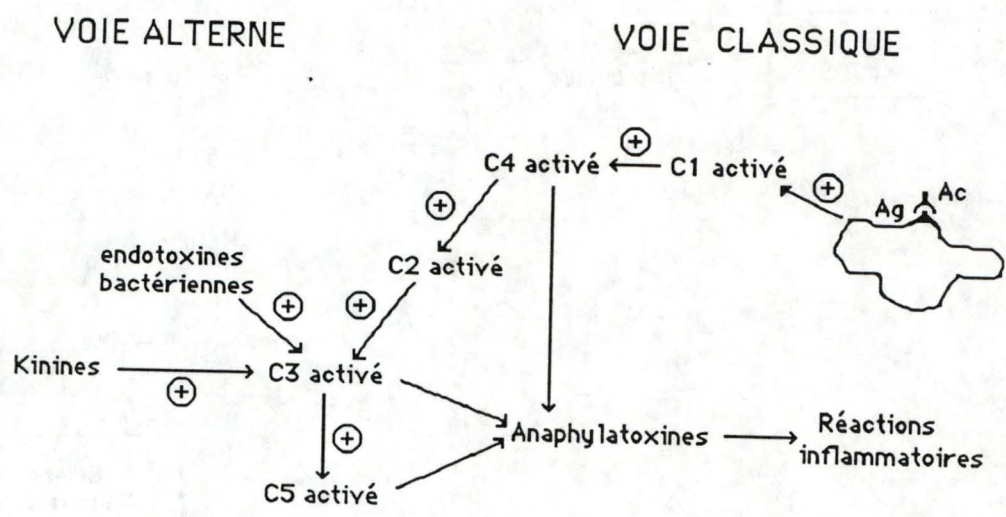 VOIE ALTERNE
VOIE CLASSIQUE
C4 activé
+
C1 activé
+
Ag
Ac
+
C2 activé
endotoxines
bactériennes
+
+
Kinines
+
C3 activé
+
C5 activé
Anaphylatoxines
Réactions
inflammatoires